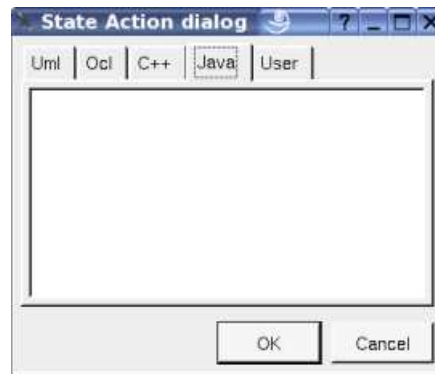 State Action dialog ?
Uml Ocl C++ Java User
OK Cancel